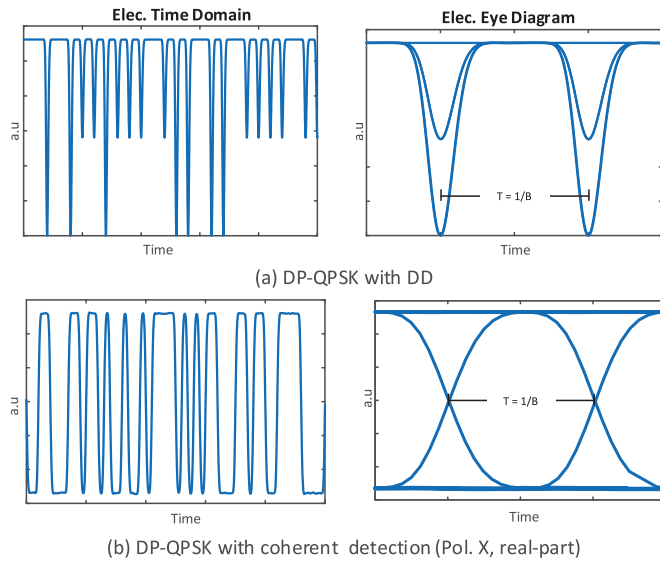 Elec. Time Domain
Elec. Eye Diagram
a.u
a.u
T = 1/B
Time
Time
(a) DP-QPSK with DD
a.u
a.u
T = 1/B
Time
Time
(b) DP-QPSK with coherent detection (Pol. X, real-part)